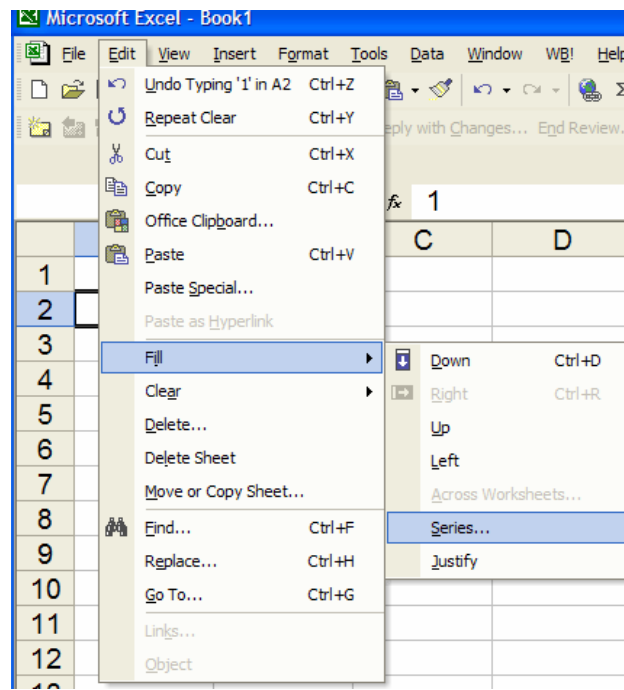 Microsoft Excel - Book1
File Edit View Insert Format Tools Data Window WB! Help
Undo Typing '1' in A2 Ctrl+Z
Repeat Clear Ctrl+Y
eply with Changes... End Review.
Cut Ctrl+X
Copy Ctrl+C
fx 1
Office Clipboard...
C D
Paste Ctrl+V
1
Paste Special...
2
Paste as Hyperlink
3
Fill
Down Ctrl+D
4
Clear
Right Ctrl+R
5
Delete...
Up
6
Delete Sheet
Left
7
Move or Copy Sheet...
Across Worksheets...
8
Find... Ctrl+F
Series...
9
Replace... Ctrl+H
Justify
10
Go To... Ctrl+G
11
Links...
12
Object